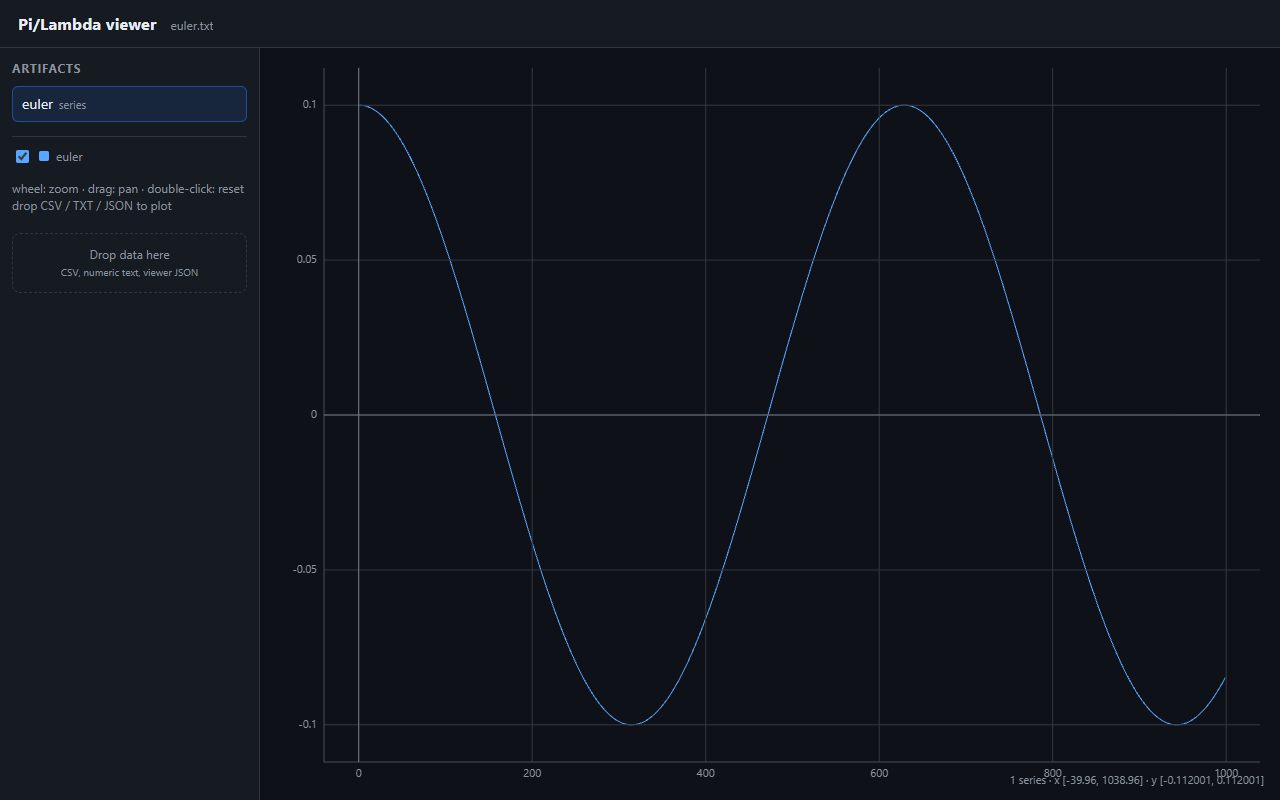 Pi/Lambda viewer euler.txt
ARTIFACTS
euler series
euler
wheel: zoom · drag: pan · double-click: reset
drop CSV / TXT / JSON to plot
Drop data here
CSV, numeric text, viewer JSON
0.1
0.05
0
-0.05
-0.1
0 200 400 600 800 1000
1 series · x [-39.96, 1038.96] · y [-0.112001, 0.112001]